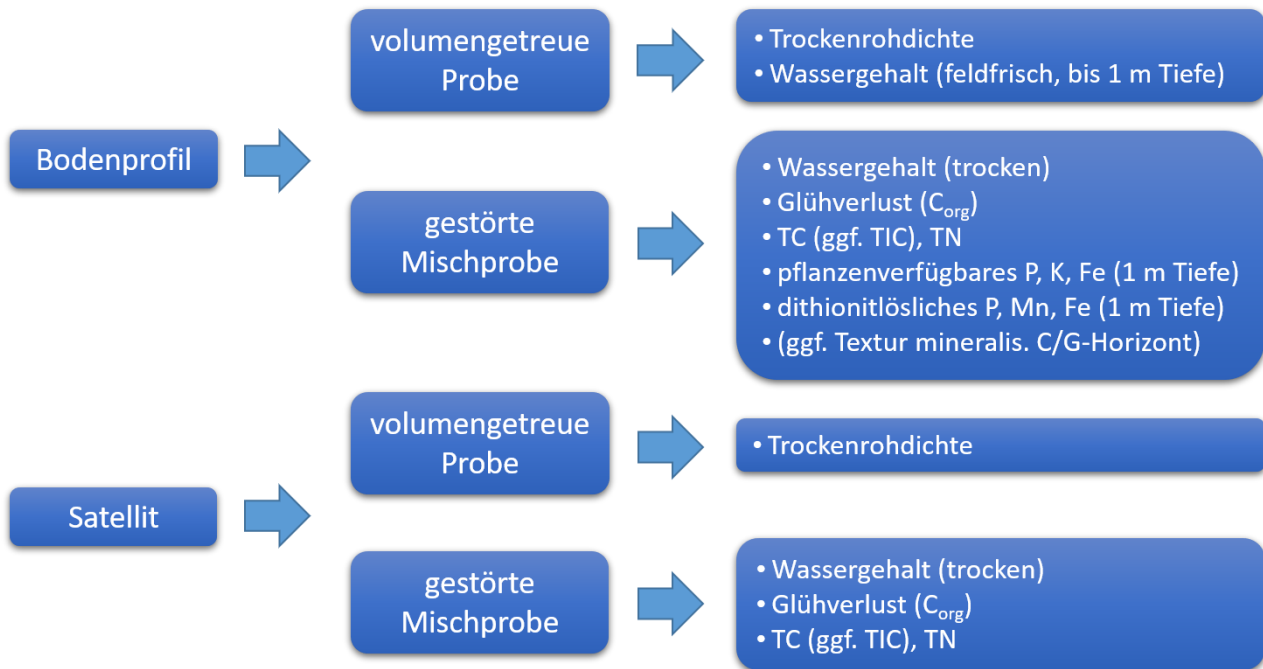 Bodenprofil
volumengetreue
Probe
• Trockenrohdichte
• Wassergehalt (feldfrisch, bis 1 m Tiefe)
gestörte
Mischprobe
• Wassergehalt (trocken)
• Glühverlust (Corg)
• TC (ggf. TIC), TN
• pflanzenverfügbares P, K, Fe (1 m Tiefe)
• dithionitlösliches P, Mn, Fe (1 m Tiefe)
• (ggf. Textur mineralis. C/G-Horizont)
Satellit
volumengetreue
Probe
• Trockenrohdichte
gestörte
Mischprobe
• Wassergehalt (trocken)
• Glühverlust (Corg)
• TC (ggf. TIC), TN